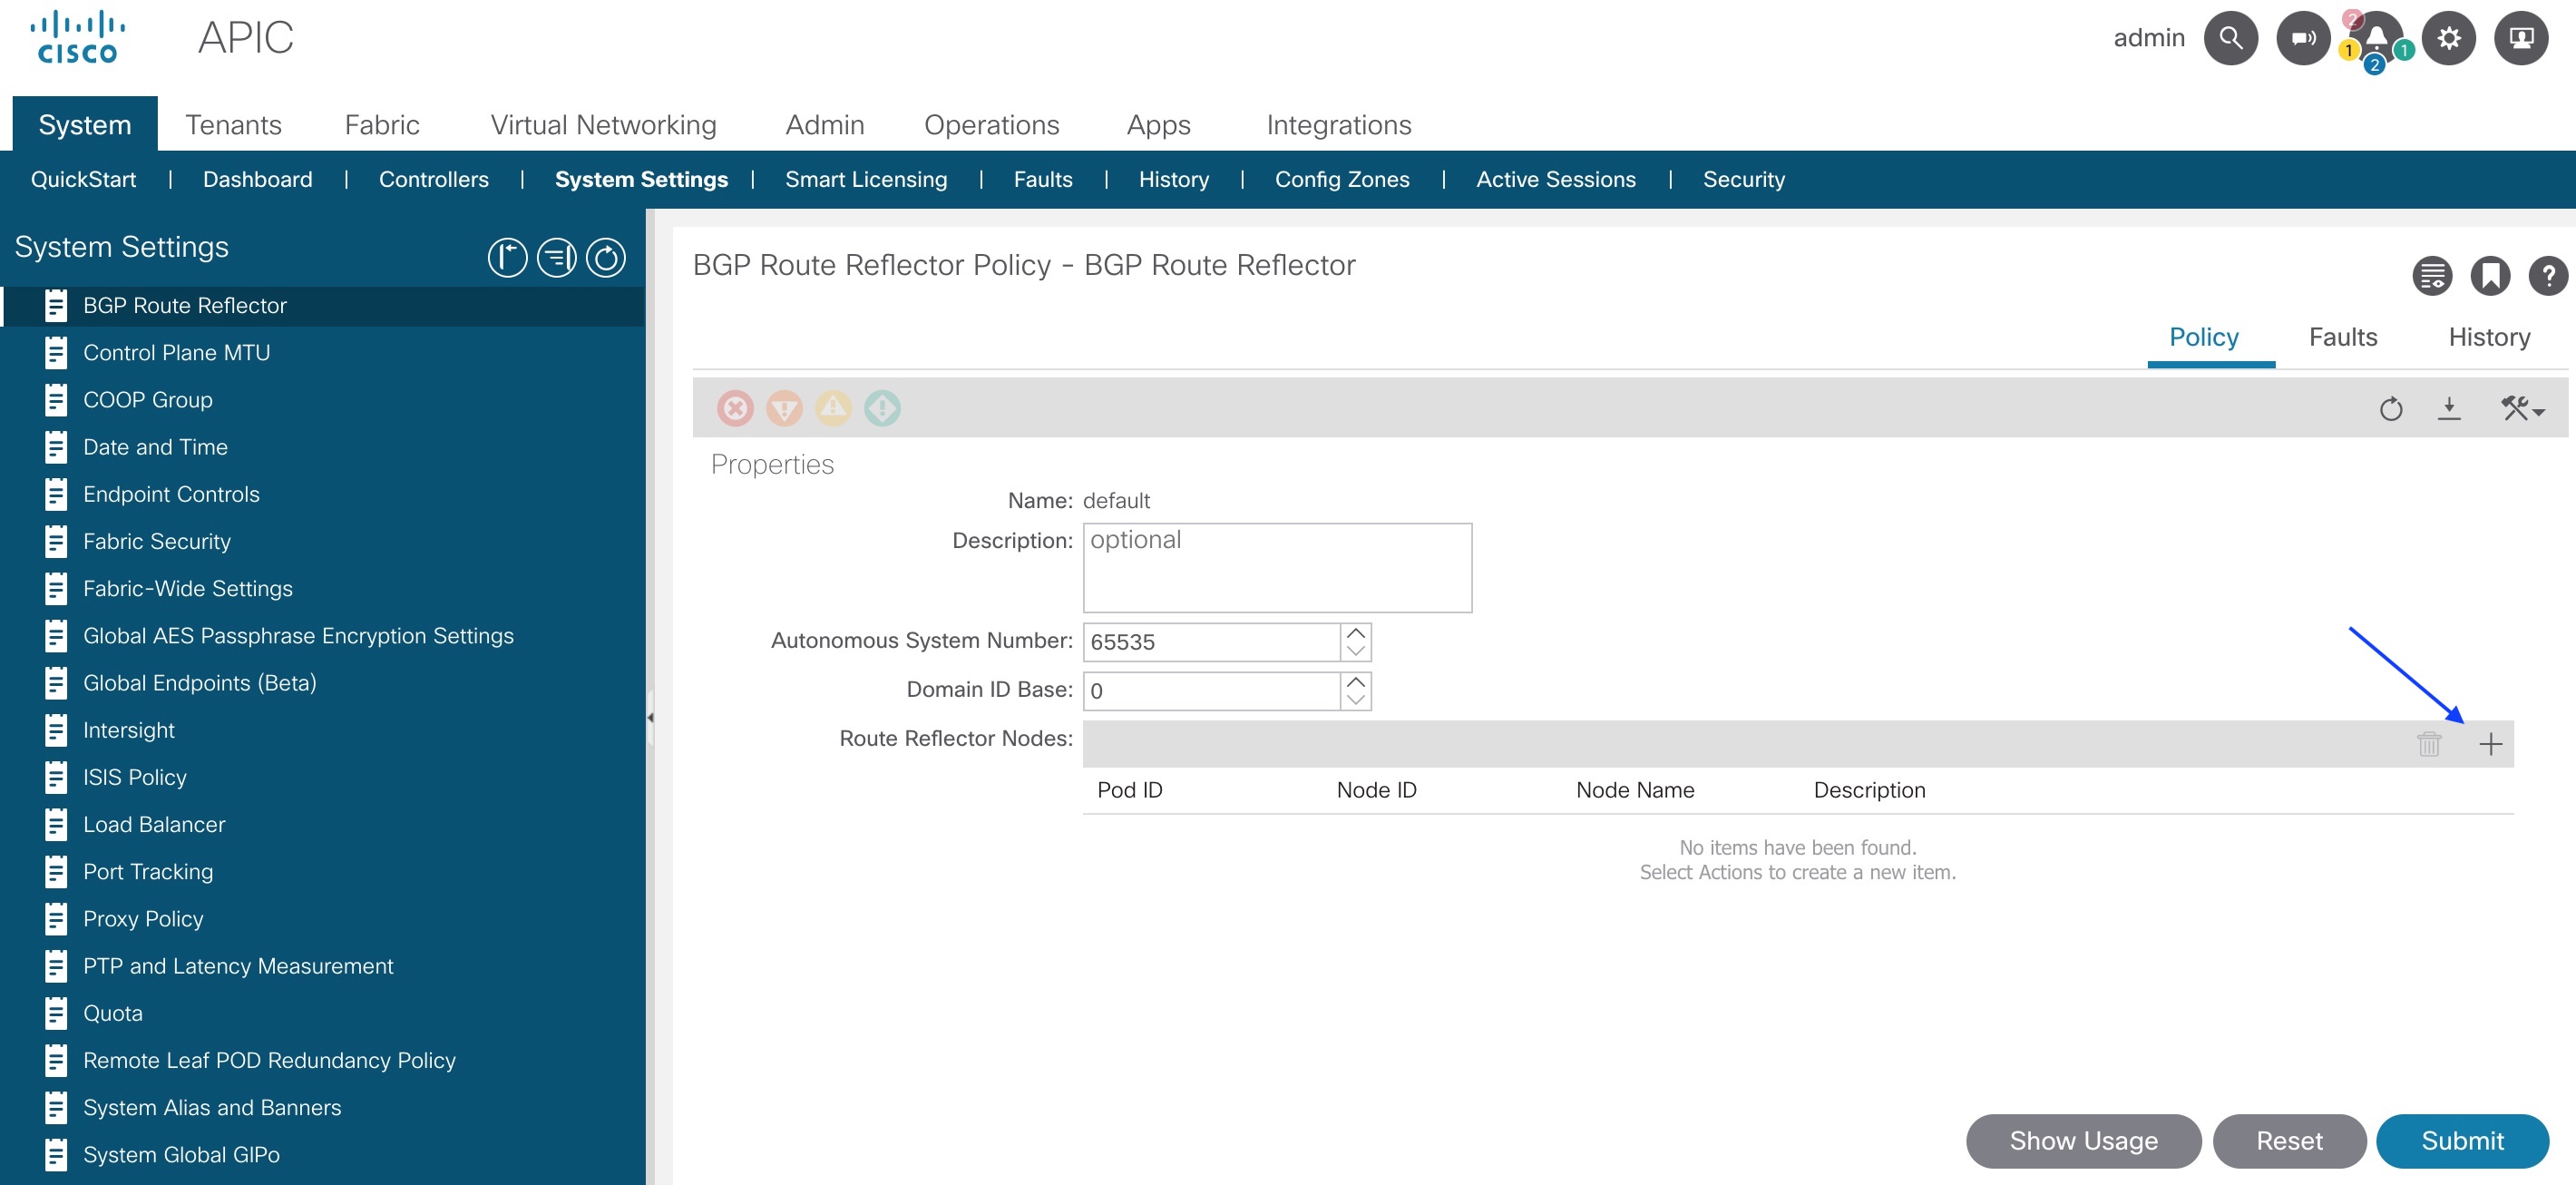 CISCO
APIC
admin
2
1
1
2
System Tenants Fabric Virtual Networking Admin Operations Apps Integrations
QuickStart | Dashboard | Controllers | System Settings | Smart Licensing | Faults | History | Config Zones | Active Sessions | Security
System Settings
BGP Route Reflector
Control Plane MTU
COOP Group
Date and Time
Endpoint Controls
Fabric Security
Fabric-Wide Settings
Global AES Passphrase Encryption Settings
Global Endpoints (Beta)
Intersight
ISIS Policy
Load Balancer
Port Tracking
Proxy Policy
PTP and Latency Measurement
Quota
Remote Leaf POD Redundancy Policy
System Alias and Banners
System Global GIPo
BGP Route Reflector Policy - BGP Route Reflector
Policy Faults History
Properties
Name: default
Description: optional
Autonomous System Number: 65535
Domain ID Base: 0
Route Reflector Nodes:
Pod ID Node ID Node Name Description
No items have been found.
Select Actions to create a new item.
Show Usage Reset Submit